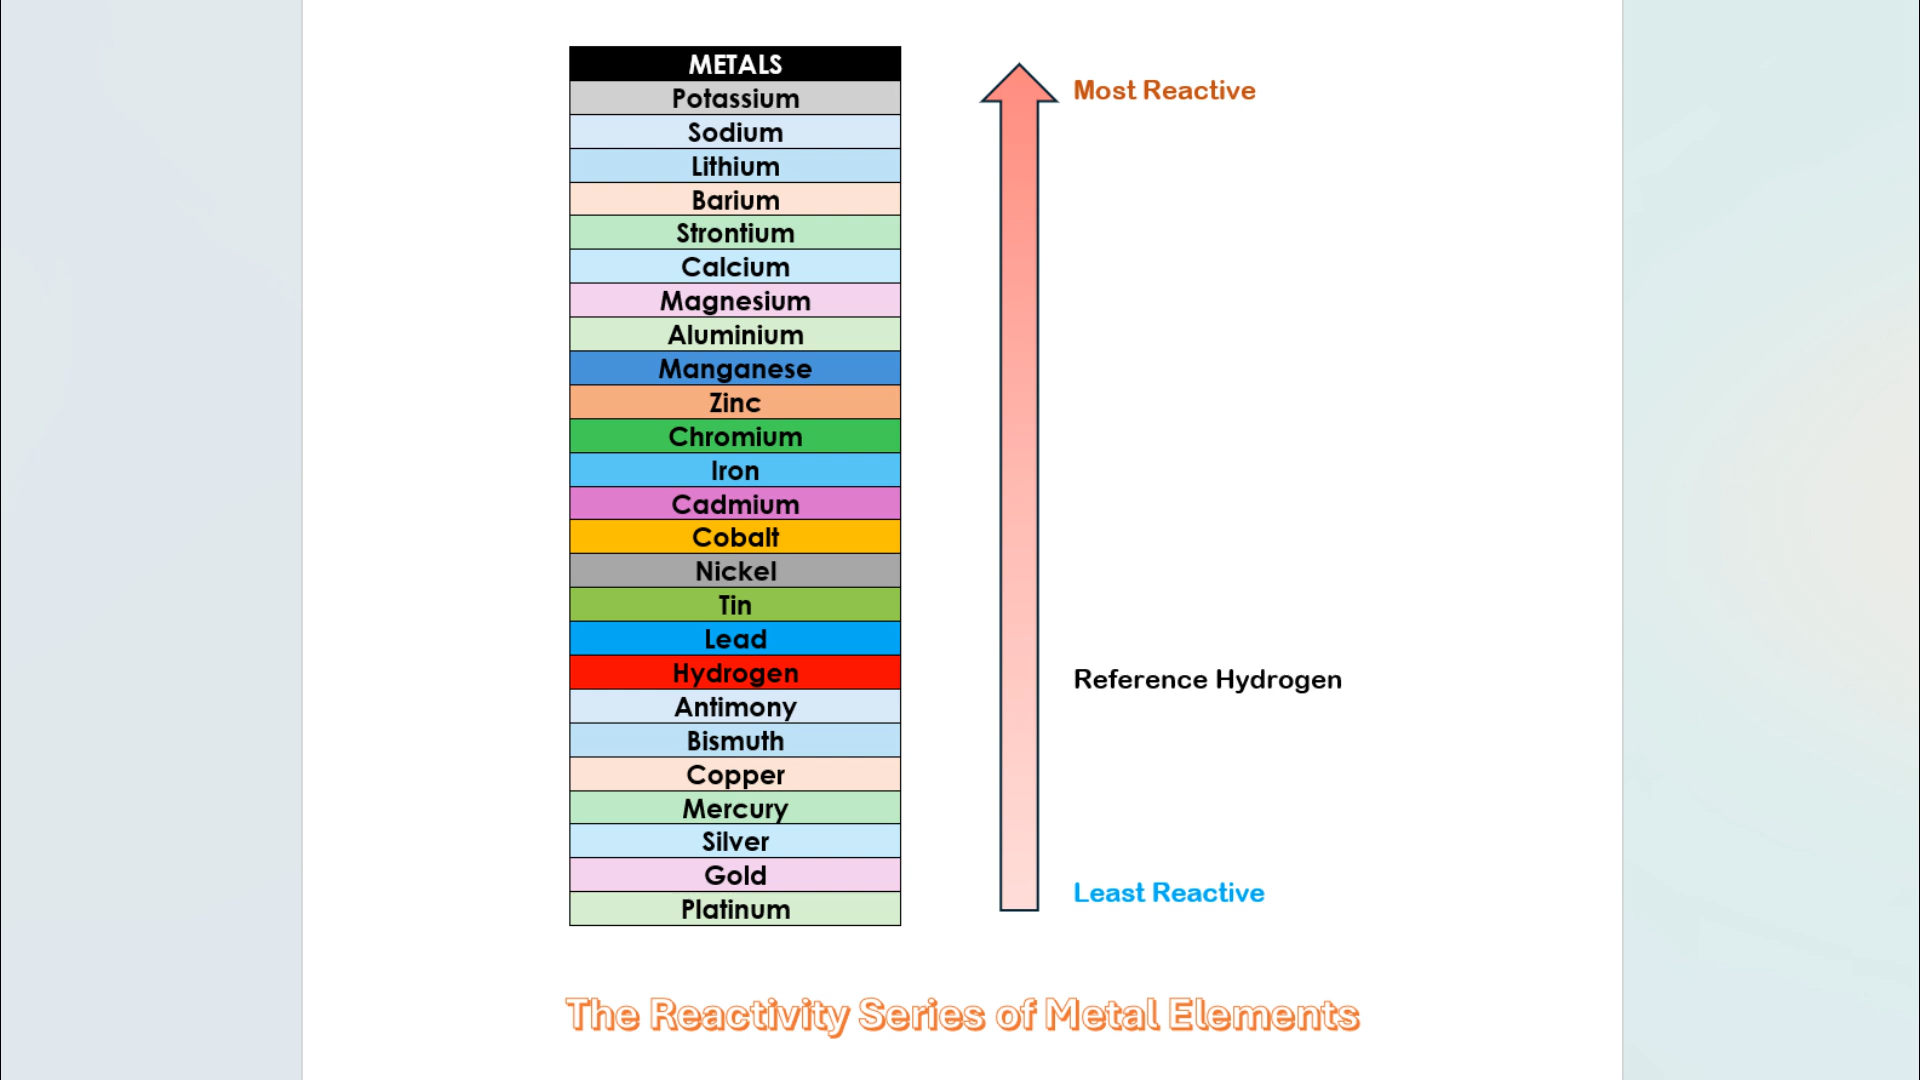 METALS
Potassium
Sodium
Lithium
Barium
Strontium
Calcium
Magnesium
Aluminium
Manganese
Zinc
Chromium
Iron
Cadmium
Cobalt
Nickel
Tin
Lead
Hydrogen
Antimony
Bismuth
Copper
Mercury
Silver
Gold
Platinum
Most Reactive
Reference Hydrogen
Least Reactive
The Reactivity Series of Metal Elements